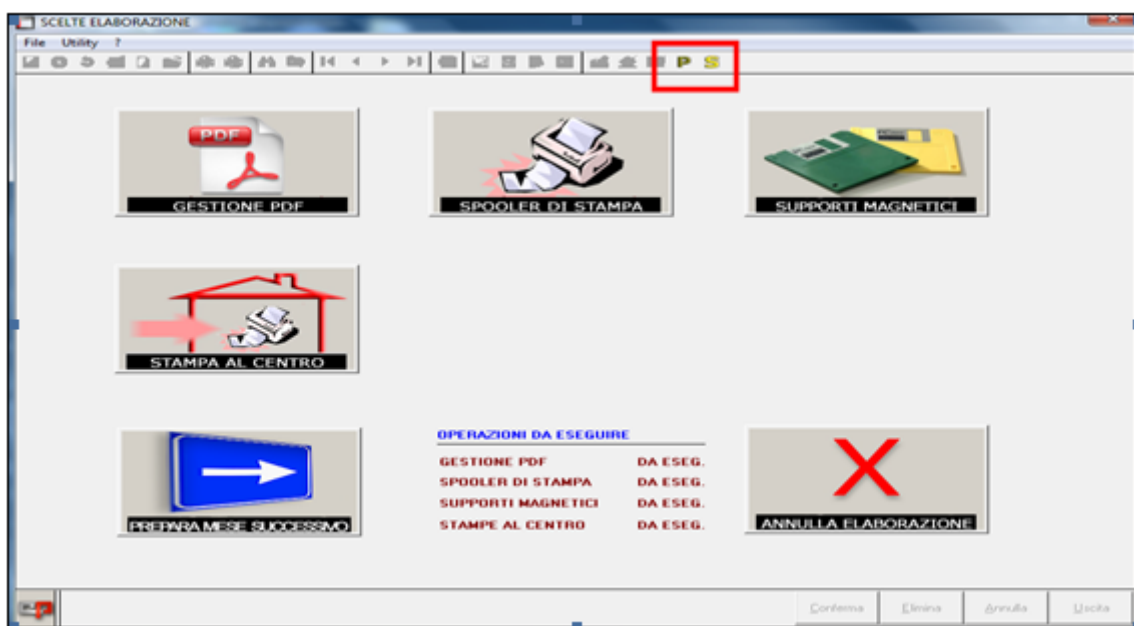 SCELTE ELABORAZIONE
File Utility ?
P S
PDF
GESTIONE PDF
SPOOLER DI STAMPA
SUPPORTI MAGNETICI
STAMPA AL CENTRO
PREPARA MESE SUCCESSIVO
OPERAZIONI DA ESEGUIRE
GESTIONE PDF DA ESEG.
SPOOLER DI STAMPA DA ESEG.
SUPPORTI MAGNETICI DA ESEG.
STAMPE AL CENTRO DA ESEG.
ANNULLA ELABORAZIONE
Conferma Elimina Annulla Uscita